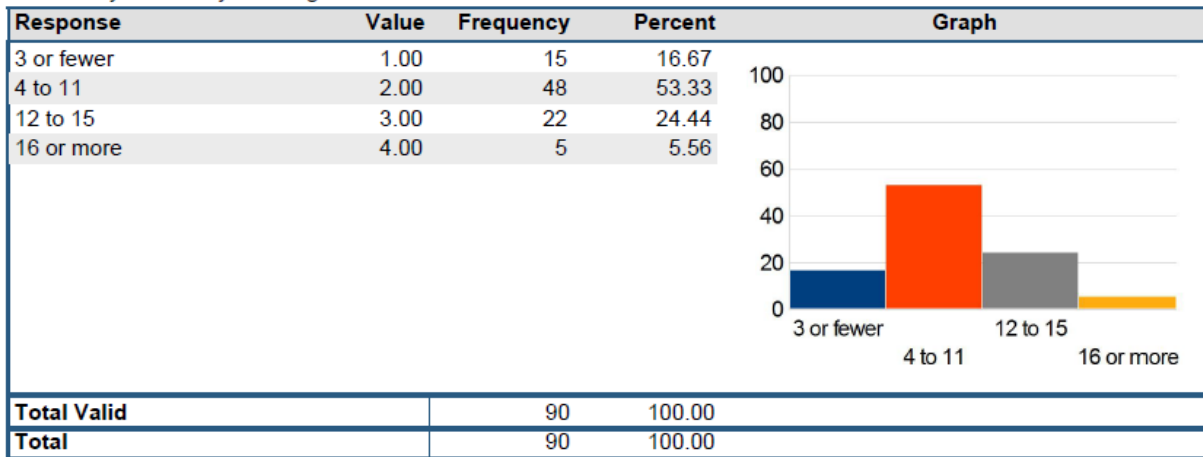 Response Value Frequency Percent Graph
3 or fewer 1.00 15 16.67
4 to 11 2.00 48 53.33
12 to 15 3.00 22 24.44
16 or more 4.00 5 5.56
100
80
60
40
20
0
3 or fewer 12 to 15
4 to 11 16 or more
Total Valid 90 100.00
Total 90 100.00